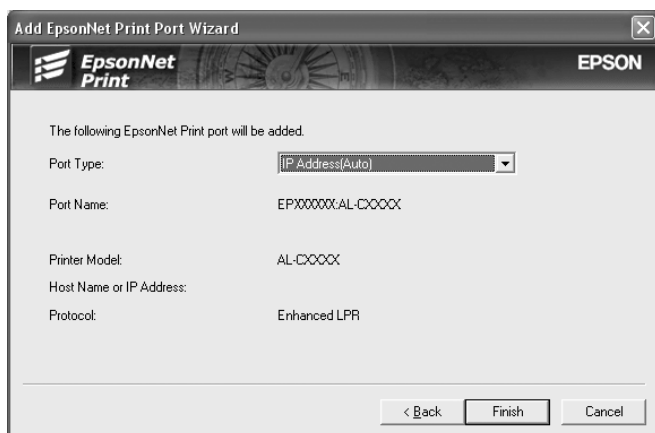 Add EpsonNet Print Port Wizard
EpsonNet
Print
EPSON
The following EpsonNet Print port will be added.
Port Type: IP Address(Auto)
Port Name: EPXXXXXX:AL-CXXXX
Printer Model: AL-CXXXX
Host Name or IP Address:
Protocol: Enhanced LPR
< Back Finish Cancel